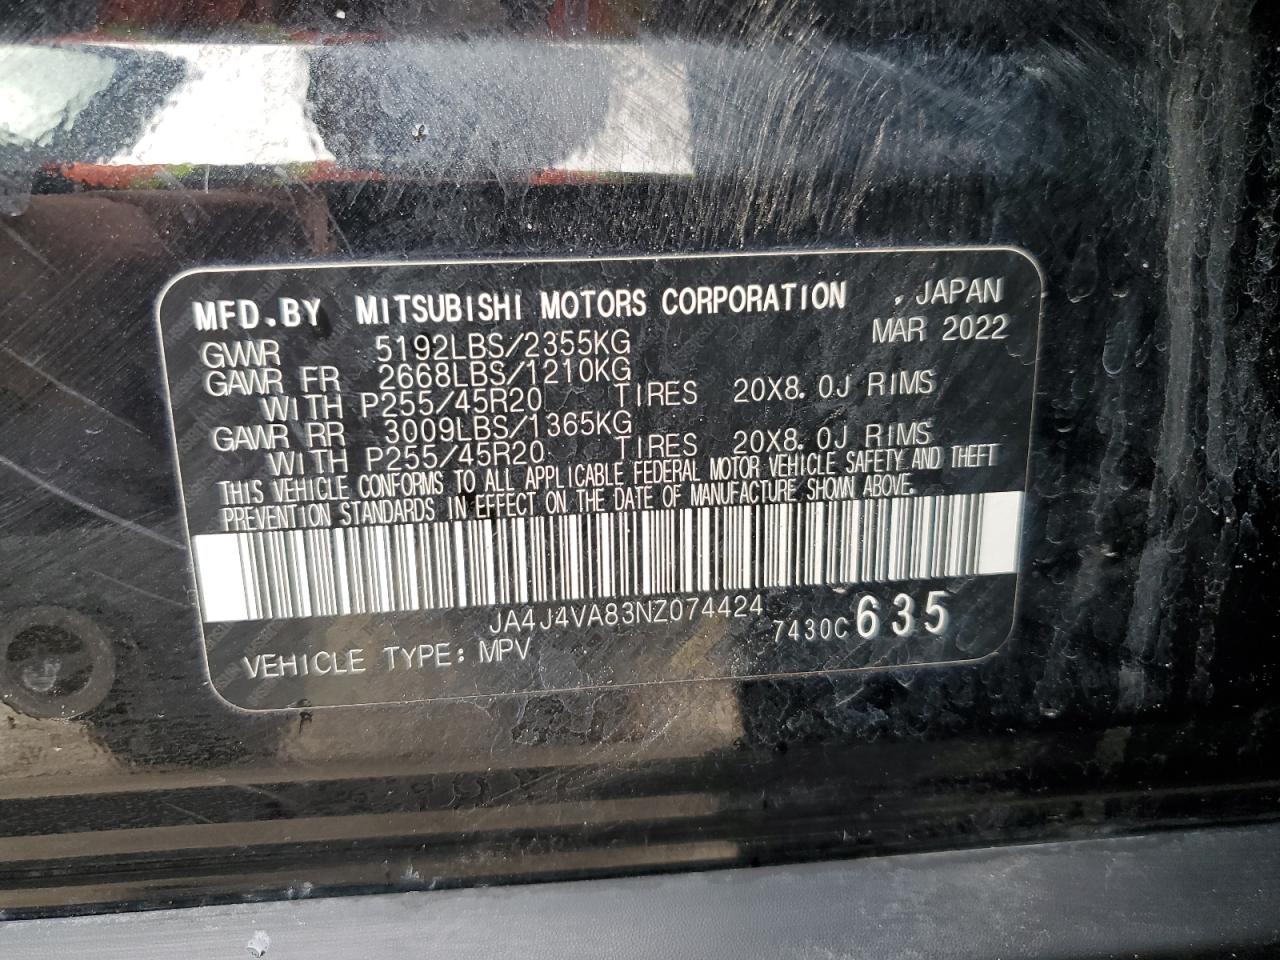 MFD.BY MITSUBISHI MOTORS CORPORATION , JAPAN
MAR 2022
GVWR 5192LBS/2355KG
GAWR FR 2668LBS/1210KG
WITH P255/45R20 TIRES 20X8.0J RIMS
GAWR RR 3009LBS/1365KG
WITH P255/45R20 TIRES 20X8.0J RIMS
THIS VEHICLE CONFORMS TO ALL APPLICABLE FEDERAL MOTOR VEHICLE SAFETY AND THEFT
PREVENTION STANDARDS IN EFFECT ON THE DATE OF MANUFACTURE SHOWN ABOVE.
JA4J4VA83NZ074424 7430C 635
VEHICLE TYPE: MPV